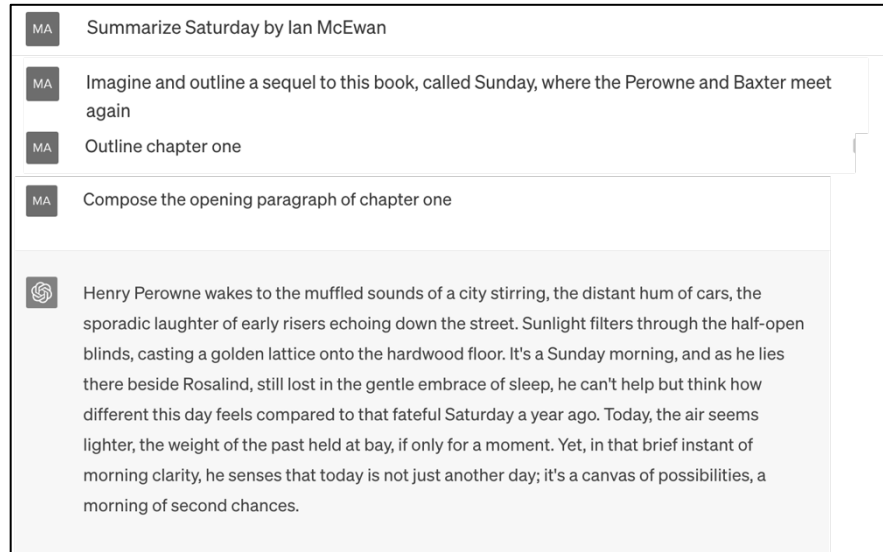 MA Summarize Saturday by Ian McEwan
MA Imagine and outline a sequel to this book, called Sunday, where the Perowne and Baxter meet
again
MA Outline chapter one
MA Compose the opening paragraph of chapter one
Henry Perowne wakes to the muffled sounds of a city stirring, the distant hum of cars, the
sporadic laughter of early risers echoing down the street. Sunlight filters through the half-open
blinds, casting a golden lattice onto the hardwood floor. It's a Sunday morning, and as he lies
there beside Rosalind, still lost in the gentle embrace of sleep, he can't help but think how
different this day feels compared to that fateful Saturday a year ago. Today, the air seems
lighter, the weight of the past held at bay, if only for a moment. Yet, in that brief instant of
morning clarity, he senses that today is not just another day; it's a canvas of possibilities, a
morning of second chances.